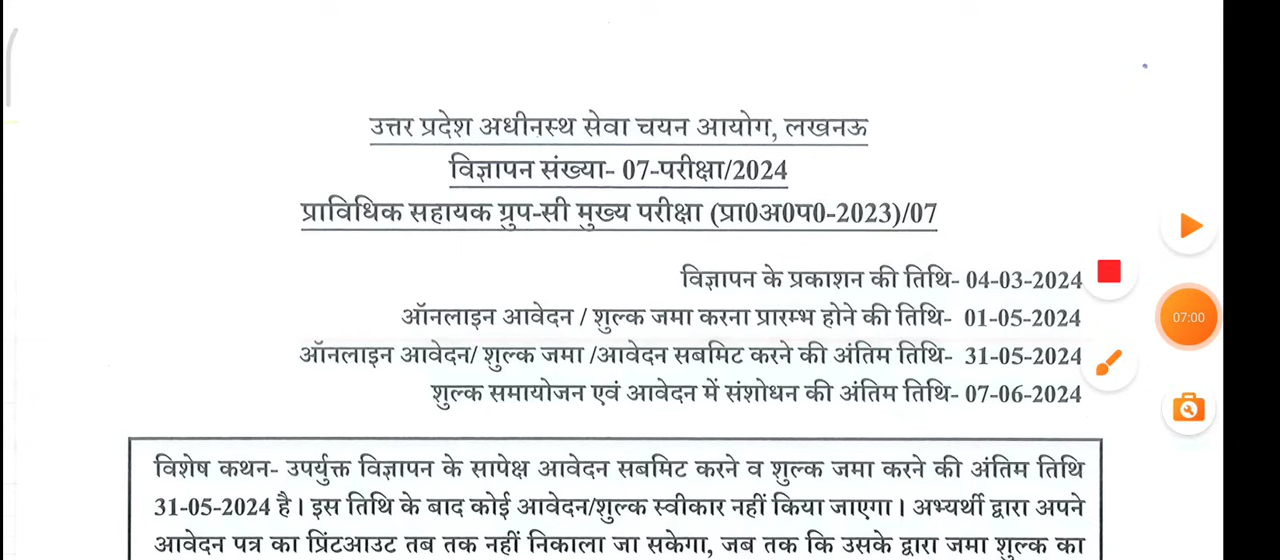 उत्तर प्रदेश अधीनस्थ सेवा चयन आयोग, लखनऊ
विज्ञापन संख्या- 07-परीक्षा/2024
प्राविधिक सहायक ग्रुप-सी मुख्य परीक्षा (प्रा0अ0प0-2023)/07
विज्ञापन के प्रकाशन की तिथि- 04-03-2024
ऑनलाइन आवेदन / शुल्क जमा करना प्रारम्भ होने की तिथि- 01-05-2024
07:00
ऑनलाइन आवेदन/ शुल्क जमा /आवेदन सबमिट करने की अंतिम तिथि- 31-05-2024
शुल्क समायोजन एवं आवेदन में संशोधन की अंतिम तिथि- 07-06-2024
विशेष कथन- उपर्युक्त विज्ञापन के सापेक्ष आवेदन सबमिट करने व शुल्क जमा करने की अंतिम तिथि
31-05-2024 है। इस तिथि के बाद कोई आवेदन/शुल्क स्वीकार नहीं किया जाएगा। अभ्यर्थी द्वारा अपने
आवेदन पत्र का प्रिंटआउट तब तक नहीं निकाला जा सकेगा, जब तक कि उसके द्वारा जमा शुल्क का